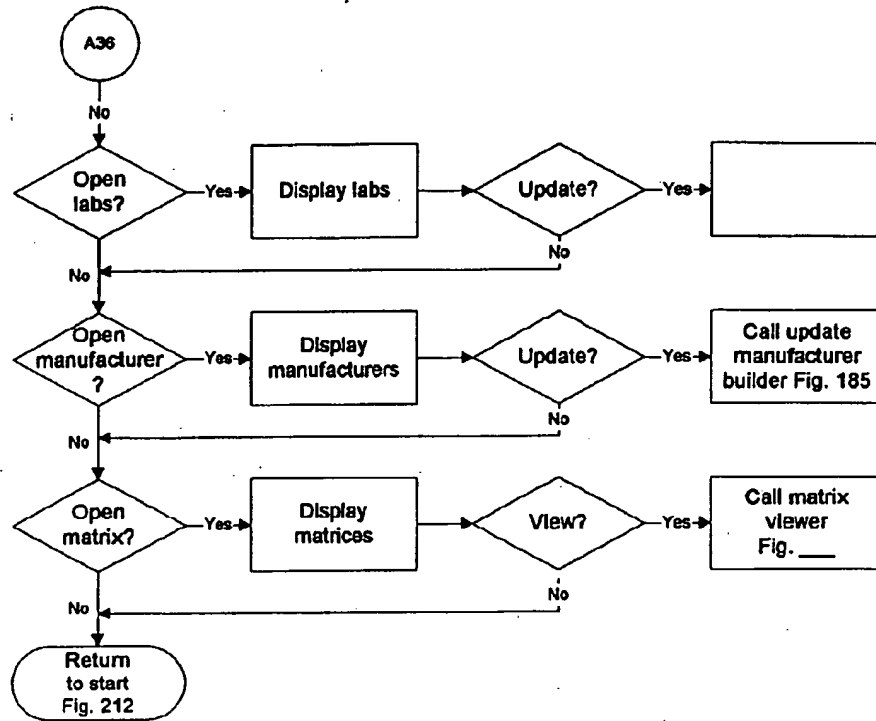 A36
No
Open
labs?
Yes
Display labs
Update?
Yes
No
No
Open
manufacturer
?
Yes
Display
manufacturers
Update?
Yes
Call update
manufacturer
builder Fig. 185
No
No
Open
matrix?
Yes
Display
matrices
View?
Yes
Call matrix
viewer
Fig. ___
No
No
Return
to start
Fig. 212